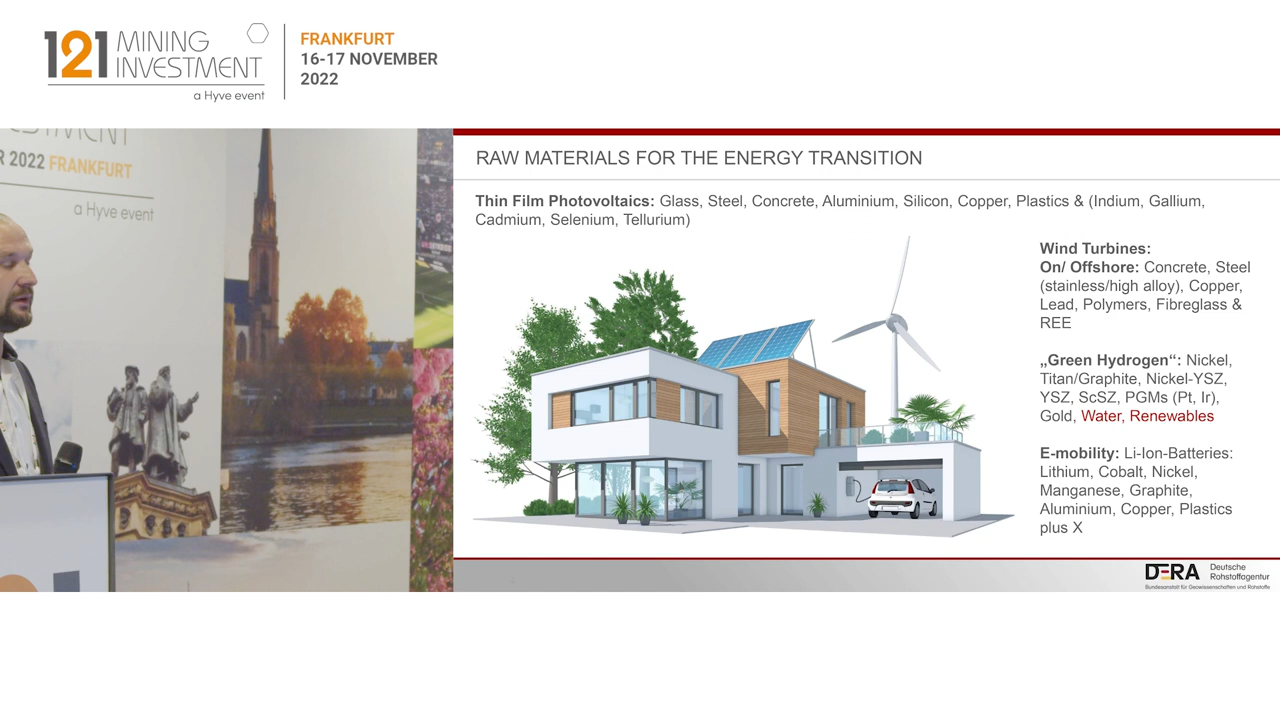 121 MINING
INVESTMENT
a Hyve event
FRANKFURT
16-17 NOVEMBER
2022
2022 FRANKFURT
a Hyve event
RAW MATERIALS FOR THE ENERGY TRANSITION
Thin Film Photovoltaics: Glass, Steel, Concrete, Aluminium, Silicon, Copper, Plastics & (Indium, Gallium,
Cadmium, Selenium, Tellurium)
Wind Turbines:
On/ Offshore: Concrete, Steel
(stainless/high alloy), Copper,
Lead, Polymers, Fibreglass &
REE
„Green Hydrogen“: Nickel,
Titan/Graphite, Nickel-YSZ,
YSZ, ScSZ, PGMs (Pt, Ir),
Gold, Water, Renewables
E-mobility: Li-Ion-Batteries:
Lithium, Cobalt, Nickel,
Manganese, Graphite,
Aluminium, Copper, Plastics
plus X
DERA Deutsche
Rohstoffagentur
Bundesanstalt für Geowissenschaften und Rohstoffe